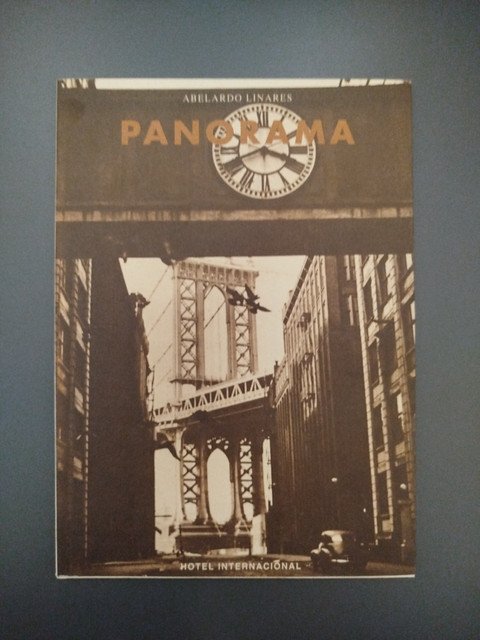 ABELARDO LINARES
PANORAMA
HOTEL INTERNACIONAL